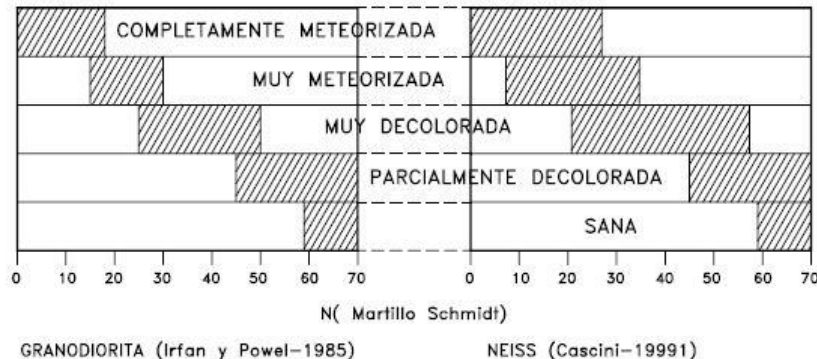 COMPLETAMENTE METEORIZADA
MUY METEORIZADA
MUY DECOLORADA
PARCIALMENTE DECOLORADA
SANA
0 10 20 30 40 50 60 70 0 10 20 30 40 50 60 70
N( Martillo Schmidt)
GRANODIORITA (Irfan y Powel-1985) NEISS (Cascini-19991)